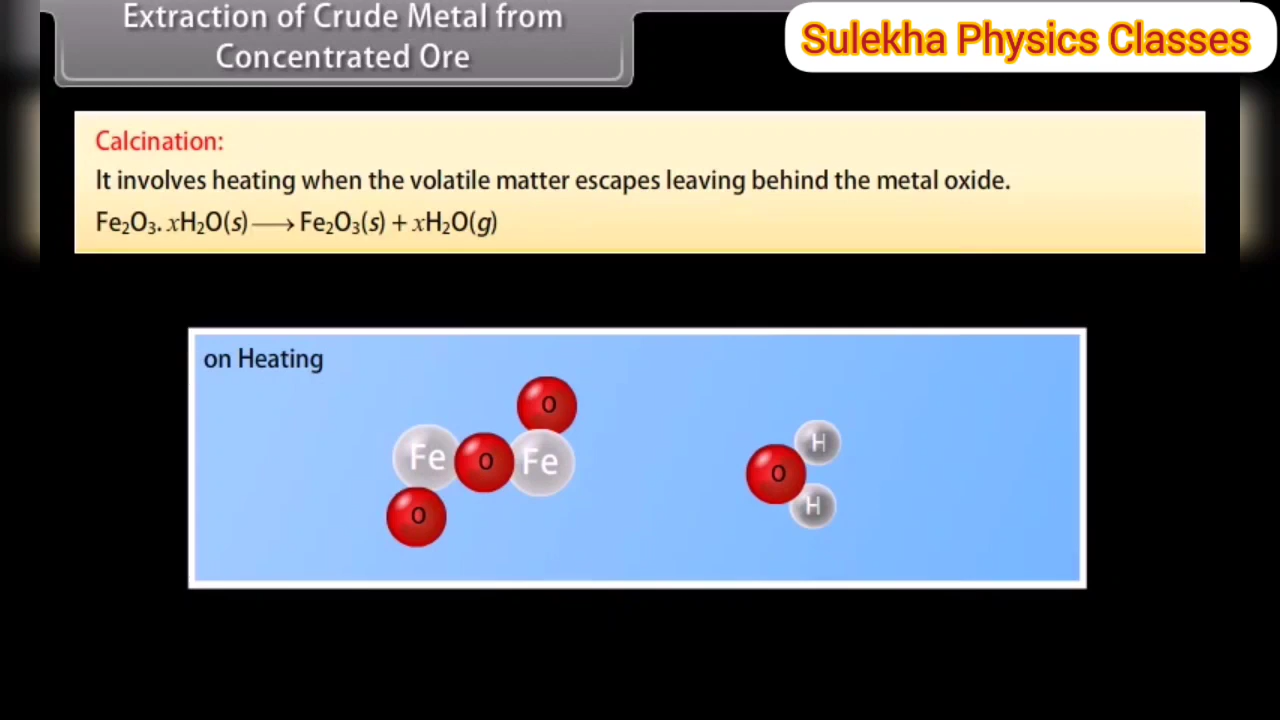 Extraction of Crude Metal from
Concentrated Ore
Sulekha Physics Classes
Calcination:
It involves heating when the volatile matter escapes leaving behind the metal oxide.
Fe₂O₃. xH₂O(s) ⟶ Fe₂O₃(s) + xH₂O(g)
on Heating
O
Fe O Fe
O
H
O
H